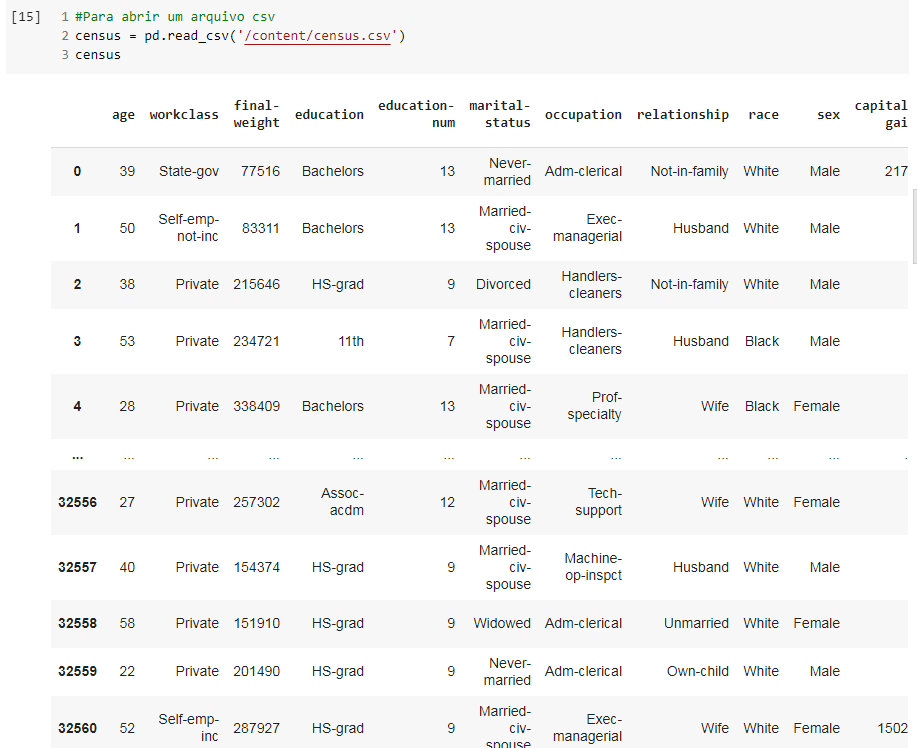 [15] 1 #Para abrir um arquivo csv
2 census = pd.read_csv('/content/census.csv')
3 census
age workclass final-weight education education-num marital-status occupation relationship race sex capital gai
0 39 State-gov 77516 Bachelors 13 Never-married Adm-clerical Not-in-family White Male 217
1 50 Self-emp-not-inc 83311 Bachelors 13 Married-civ-spouse Exec-managerial Husband White Male
2 38 Private 215646 HS-grad 9 Divorced Handlers-cleaners Not-in-family White Male
3 53 Private 234721 11th 7 Married-civ-spouse Handlers-cleaners Husband Black Male
4 28 Private 338409 Bachelors 13 Married-civ-spouse Prof-specialty Wife Black Female
... ... ... ... ... ... ... ... ... ... ...
32556 27 Private 257302 Assoc-acdm 12 Married-civ-spouse Tech-support Wife White Female
32557 40 Private 154374 HS-grad 9 Married-civ-spouse Machine-op-inspct Husband White Male
32558 58 Private 151910 HS-grad 9 Widowed Adm-clerical Unmarried White Female
32559 22 Private 201490 HS-grad 9 Never-married Adm-clerical Own-child White Male
32560 52 Self-emp-inc 287927 HS-grad 9 Married-civ-spouse Exec-managerial Wife White Female 1502